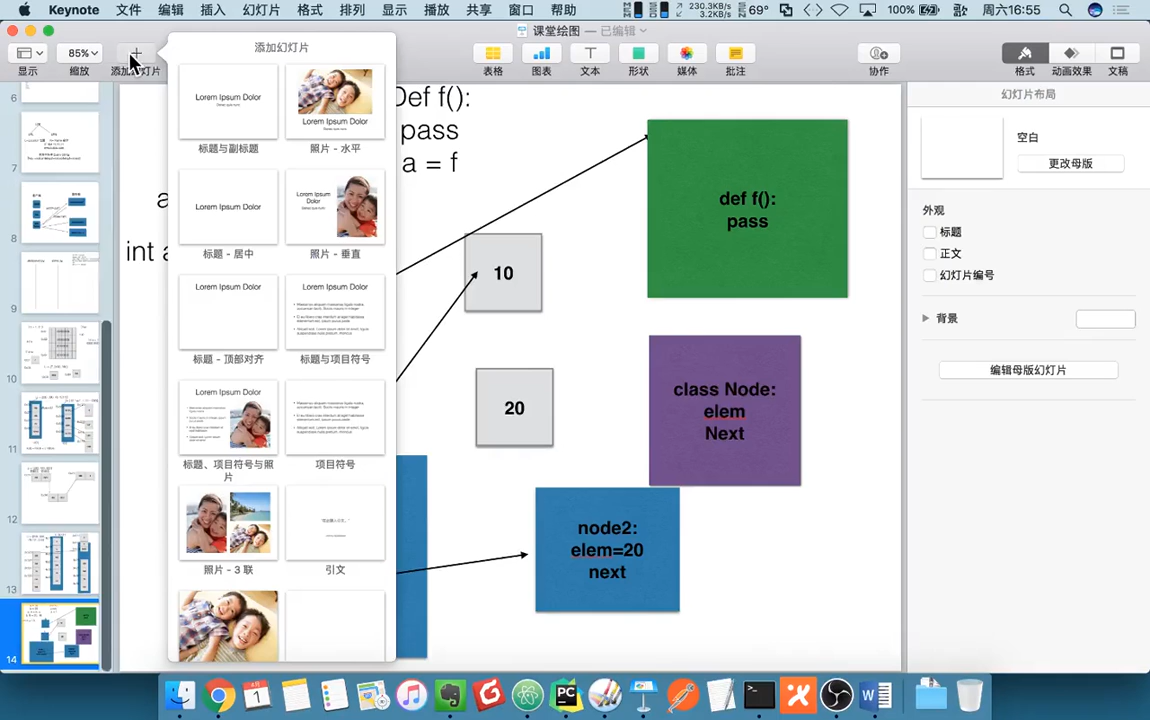 Keynote 文件 编辑 插入 幻灯片 格式 排列 显示 播放 共享 窗口 帮助
230.3KB/s
3.2KB/s
69° 100% 周六16:55
课堂绘图 — 已编辑
85%
显示 缩放 添加幻灯片 表格 图表 文本 形状 媒体 批注 协作 格式 动画效果 文稿
添加幻灯片
Lorem Ipsum Dolor
标题与副标题
Lorem Ipsum Dolor
照片 - 水平
Lorem Ipsum Dolor
标题 - 居中
Lorem Ipsum
Dolor
照片 - 垂直
Lorem Ipsum Dolor
标题 - 顶部对齐
Lorem Ipsum Dolor
标题与项目符号
Lorem Ipsum Dolor
标题、项目符号与照
片
项目符号
照片 - 3 联
引文
6
7
8
9
10
11
12
13
14
Def f():
pass
a = f
a
int a
10
20
def f():
pass
class Node:
elem
Next
node2:
elem=20
next
幻灯片布局
空白
更改母版
外观
标题
正文
幻灯片编号
背景
编辑母版幻灯片
1
PC
W